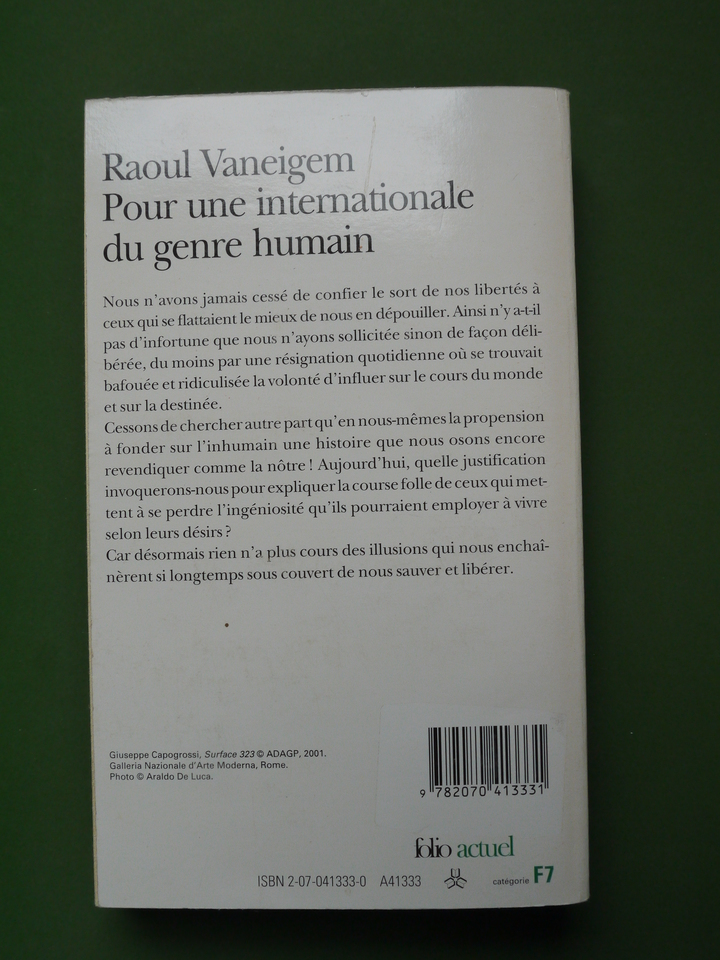 Raoul Vaneigem
Pour une internationale
du genre humain
Nous n'avons jamais cessé de confier le sort de nos libertés à
ceux qui se flattaient le mieux de nous en dépouiller. Ainsi n'y a-t-il
pas d'infortune que nous n'ayons sollicitée sinon de façon déli-
bérée, du moins par une résignation quotidienne où se trouvait
bafouée et ridiculisée la volonté d'influer sur le cours du monde
et sur la destinée.
Cessons de chercher autre part qu'en nous-mêmes la propension
à fonder sur l'inhumain une histoire que nous osons encore
revendiquer comme la nôtre ! Aujourd'hui, quelle justification
invoquerons-nous pour expliquer la course folle de ceux qui met-
tent à se perdre l'ingéniosité qu'ils pourraient employer à vivre
selon leurs désirs ?
Car désormais rien n'a plus cours des illusions qui nous enchaî-
nèrent si longtemps sous couvert de nous sauver et libérer.
Giuseppe Capogrossi, Surface 323 © ADAGP, 2001.
Galleria Nazionale d'Arte Moderna, Rome.
Photo © Araldo De Luca.
9 782070 413331
folio actuel
ISBN 2-07-041333-0 A41333 catégorie F7